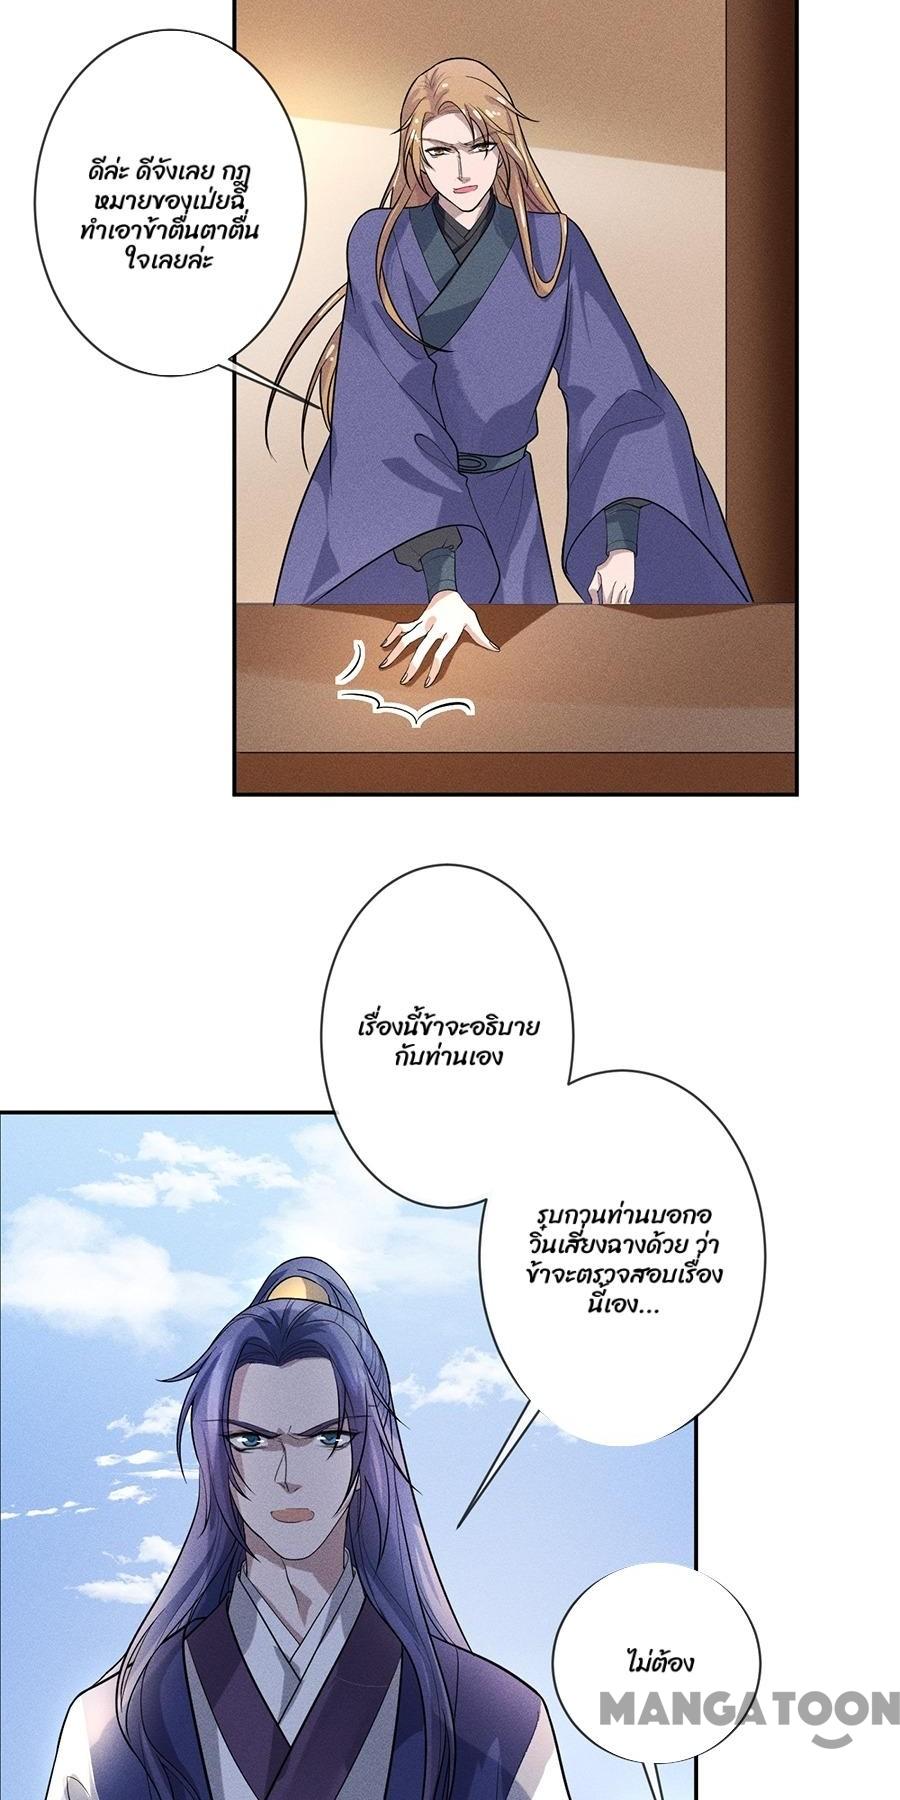 ดีล่ะ ดีจังเลย กฎ
หมายของเป่ยฉี
ทำเอาข้าตื่นตาตื่น
ใจเลยล่ะ
เรื่องนี้ข้าจะอธิบาย
กับท่านเอง
รบกวนท่านบอกอ
วิ๋นเสี่ยงฉางด้วย ว่า
ข้าจะตรวจสอบเรื่อง
นี้เอง...
ไม่ต้อง
MANGATOON